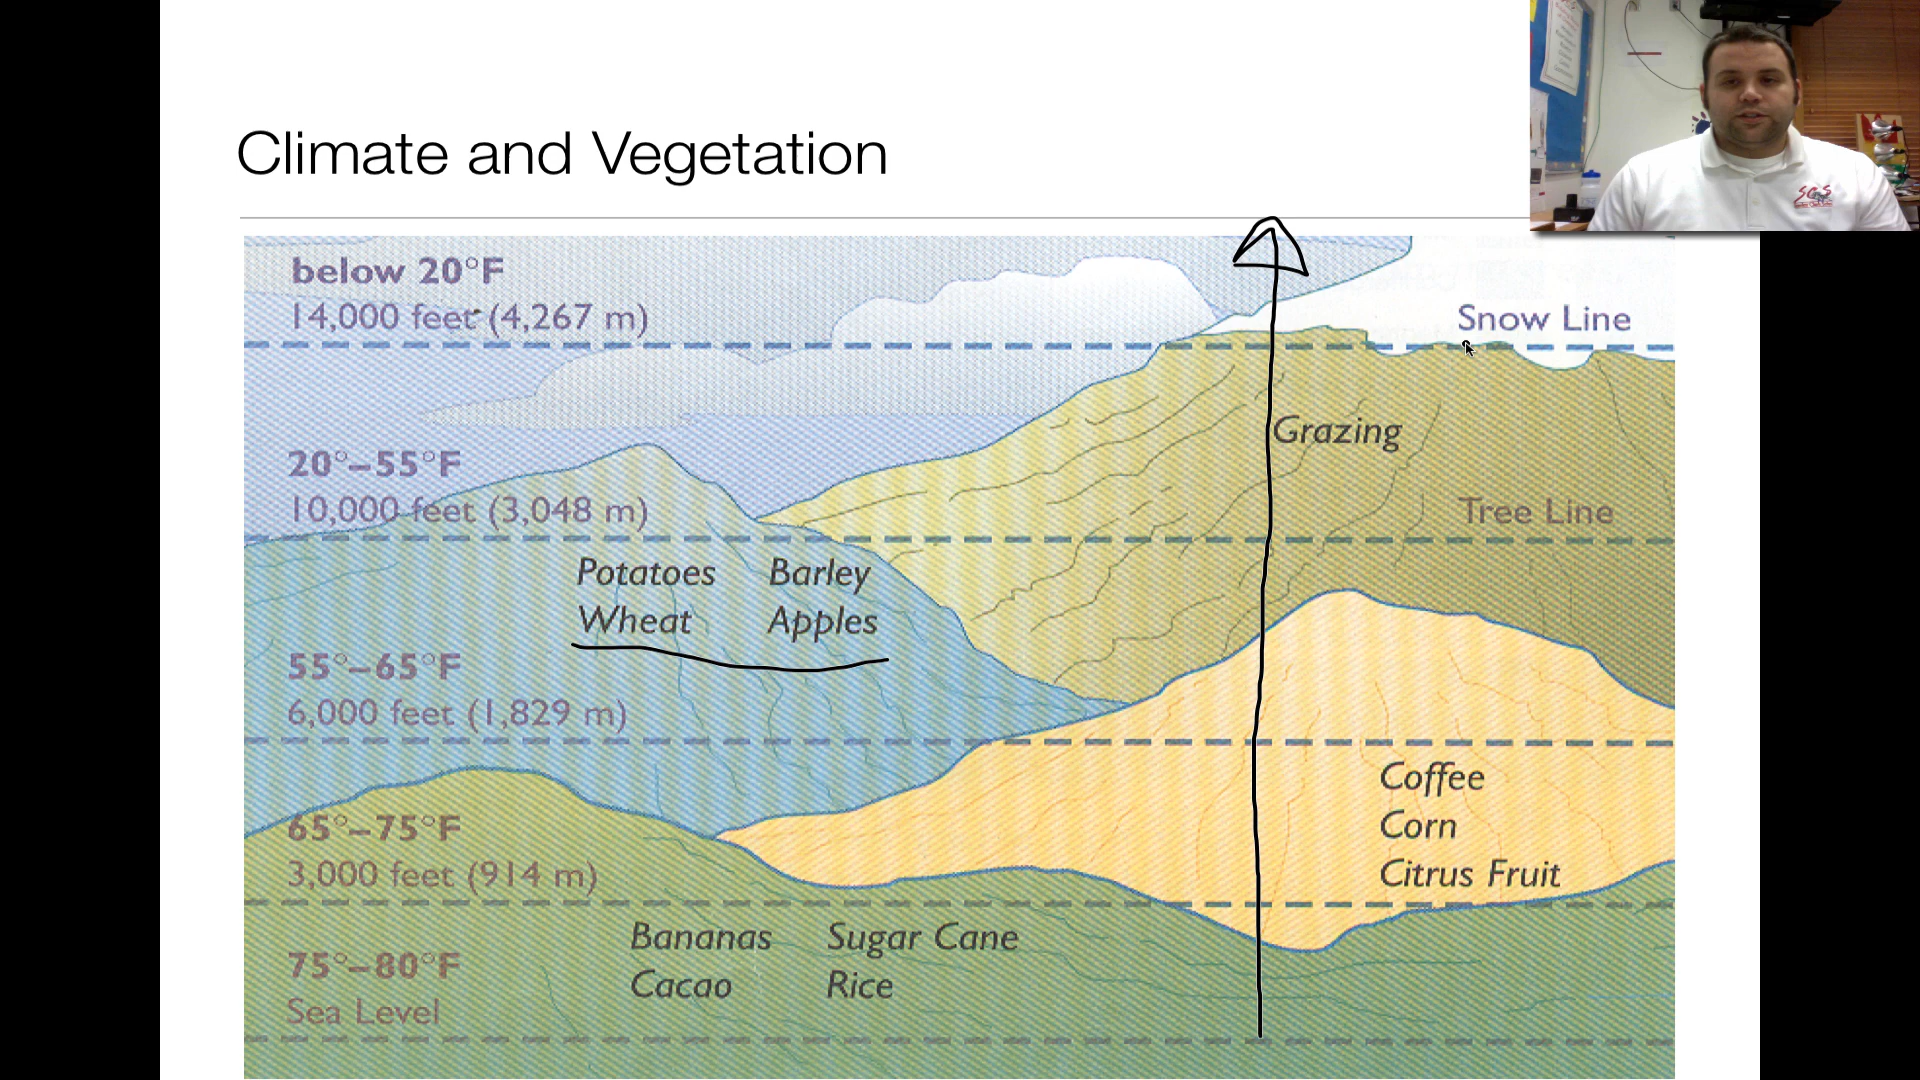 Climate and Vegetation
SCS
below 20°F
14,000 feet (4,267 m)
Snow Line
Grazing
20°–55°F
10,000 feet (3,048 m)
Tree Line
Potatoes Barley
Wheat Apples
55°–65°F
6,000 feet (1,829 m)
Coffee
Corn
Citrus Fruit
65°–75°F
3,000 feet (914 m)
Bananas Sugar Cane
Cacao Rice
75°–80°F
Sea Level